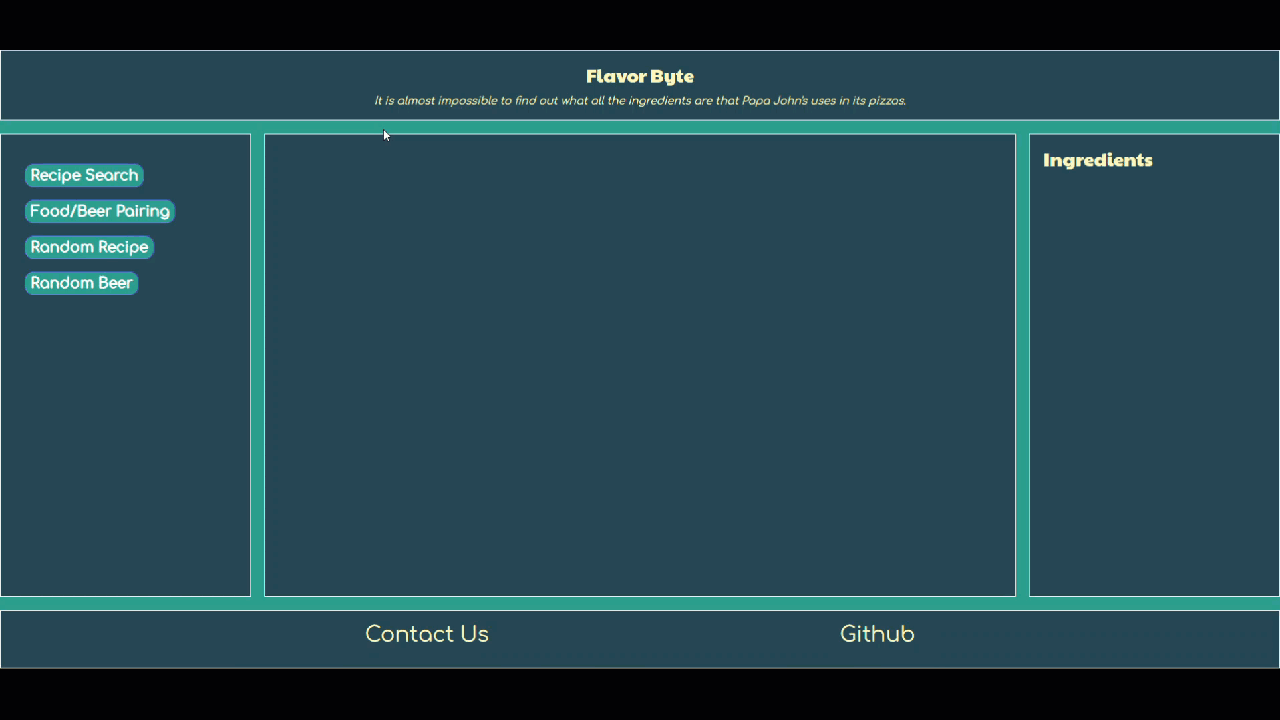 Flavor Byte
It is almost impossible to find out what all the ingredients are that Papa John's uses in its pizzas.
Recipe Search
Food/Beer Pairing
Random Recipe
Random Beer
Ingredients
Contact Us
Github